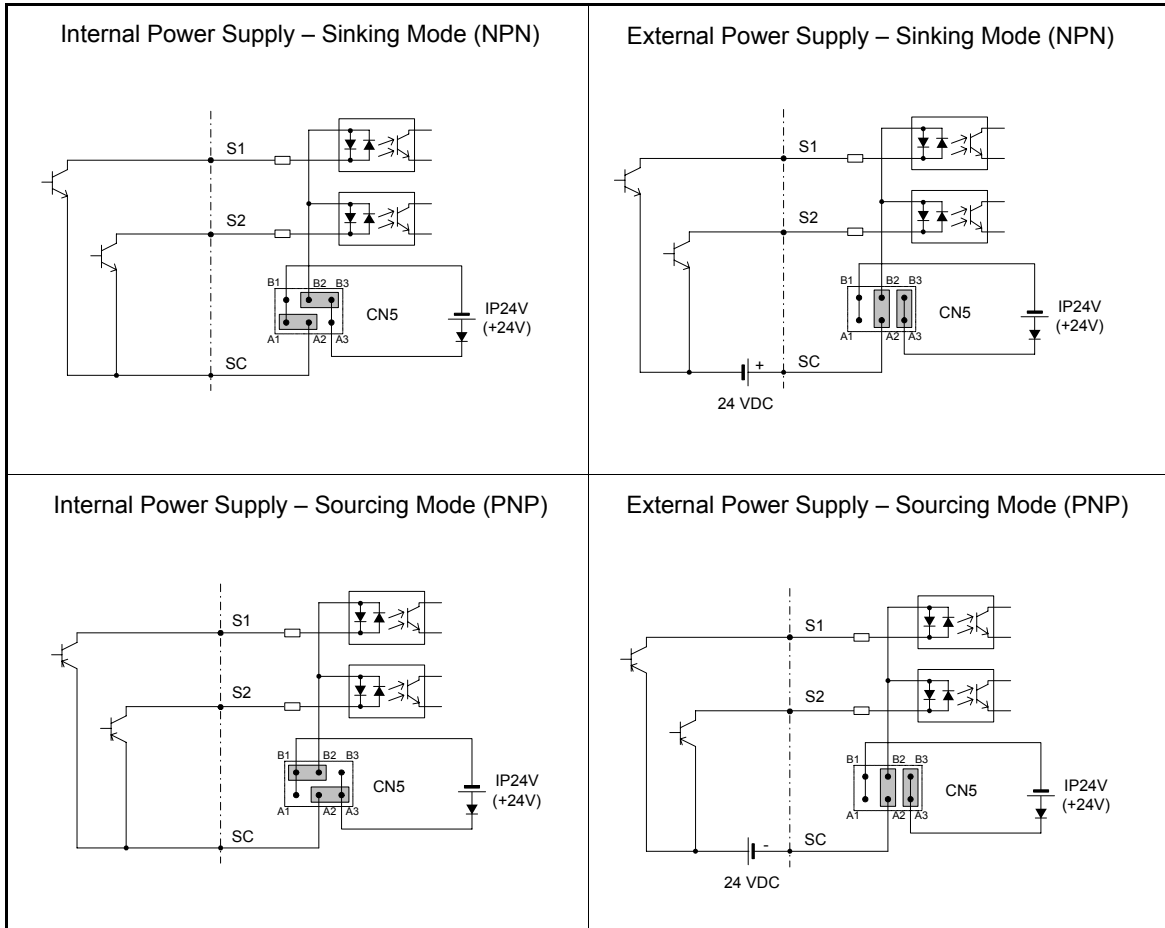 Internal Power Supply – Sinking Mode (NPN)
S1
S2
B1 B2 B3
CN5
A1 A2 A3
IP24V
(+24V)
SC
External Power Supply – Sinking Mode (NPN)
S1
S2
B1 B2 B3
CN5
A1 A2 A3
IP24V
(+24V)
+ SC
24 VDC
Internal Power Supply – Sourcing Mode (PNP)
S1
S2
B1 B2 B3
CN5
A1 A2 A3
IP24V
(+24V)
SC
External Power Supply – Sourcing Mode (PNP)
S1
S2
B1 B2 B3
CN5
A1 A2 A3
IP24V
(+24V)
- SC
24 VDC